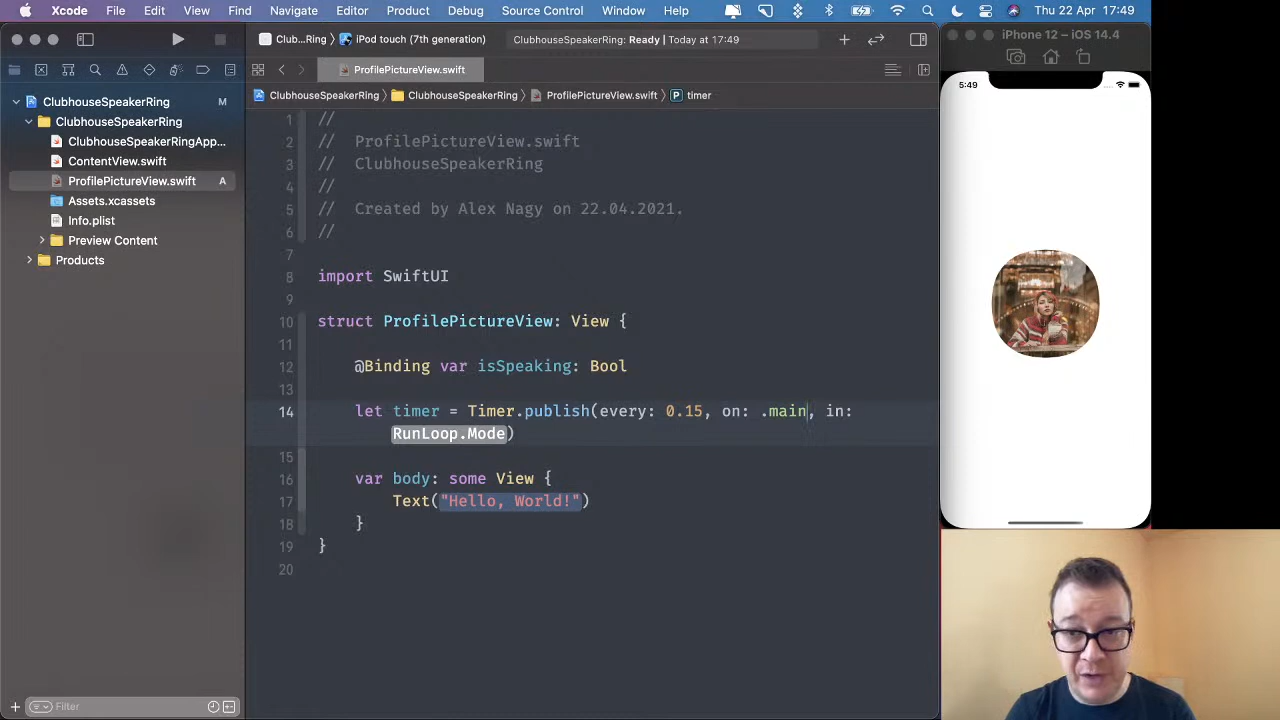 Xcode File Edit View Find Navigate Editor Product Debug Source Control Window Help Thu 22 Apr 17:49
Club...Ring iPod touch (7th generation) ClubhouseSpeakerRing: Ready | Today at 17:49
iPhone 12 – iOS 14.4
ProfilePictureView.swift
ClubhouseSpeakerRing ClubhouseSpeakerRing ProfilePictureView.swift P timer
5:49
ClubhouseSpeakerRing M
ClubhouseSpeakerRing
ClubhouseSpeakerRingApp...
ContentView.swift
ProfilePictureView.swift A
Assets.xcassets
Info.plist
Preview Content
Products
1 //
2 // ProfilePictureView.swift
3 // ClubhouseSpeakerRing
4 //
5 // Created by Alex Nagy on 22.04.2021.
6 //
7
8 import SwiftUI
9
10 struct ProfilePictureView: View {
11
12 @Binding var isSpeaking: Bool
13
14 let timer = Timer.publish(every: 0.15, on: .main, in:
RunLoop.Mode)
15
16 var body: some View {
17 Text("Hello, World!")
18 }
19 }
20
Filter